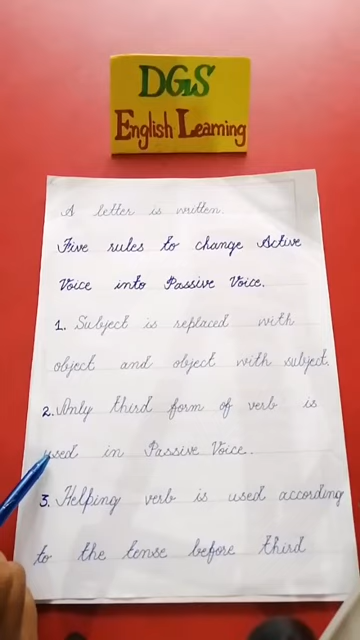 DGS
English Learning
A letter is written.
Five rules to change Active
Voice into Passive Voice.
1. Subject is replaced with
object and object with subject.
2. Only third form of verb is
used in Passive Voice.
3. Helping verb is used according
to the tense before third